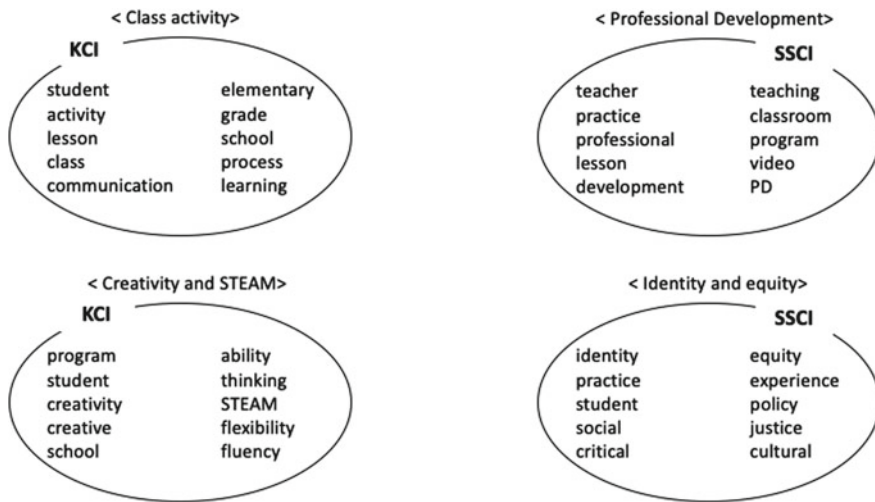 < Class activity>
KCI
student elementary
activity grade
lesson school
class process
communication learning
< Professional Development>
SSCI
teacher teaching
practice classroom
professional program
lesson video
development PD
< Creativity and STEAM>
KCI
program ability
student thinking
creativity STEAM
creative flexibility
school fluency
< Identity and equity>
SSCI
identity equity
practice experience
student policy
social justice
critical cultural